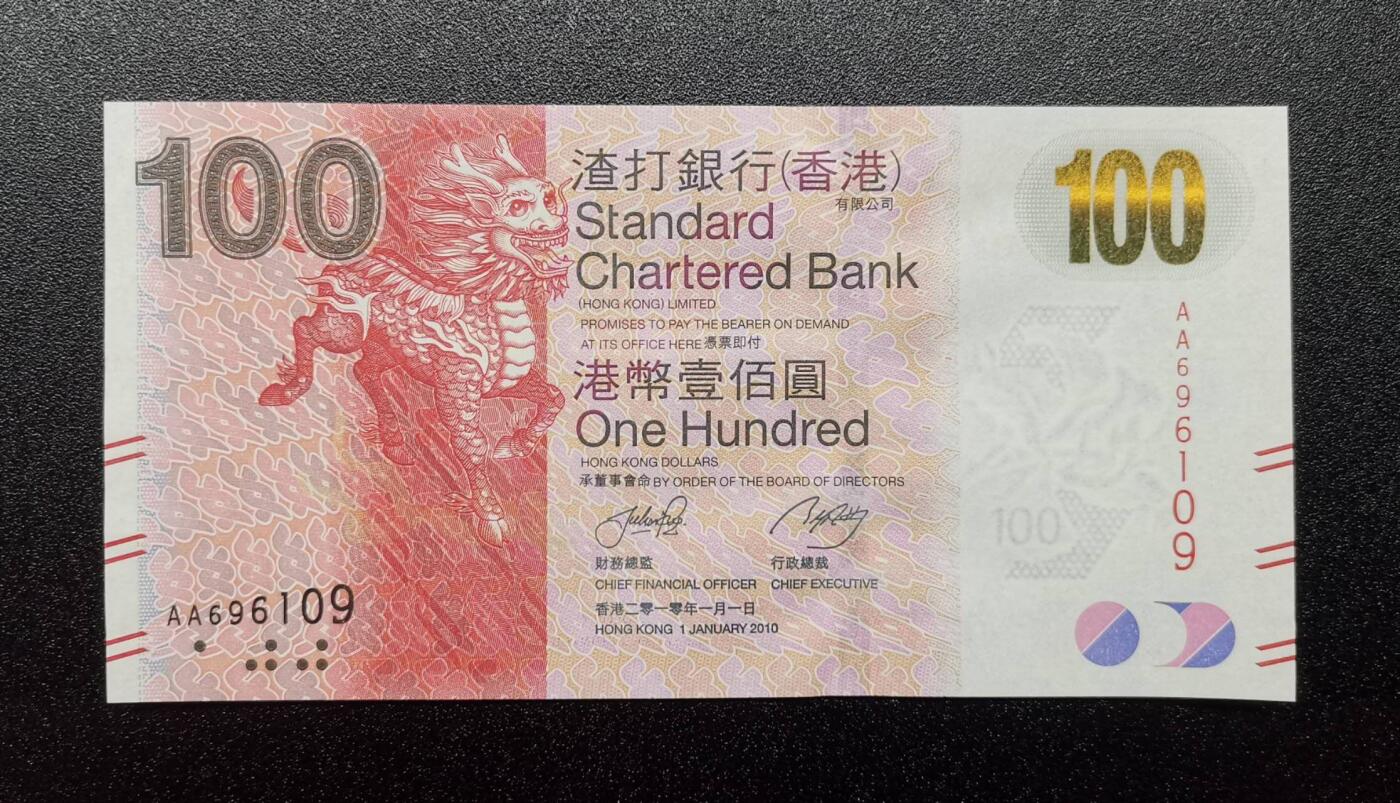 100
渣打銀行(香港)
有限公司
Standard
Chartered Bank
(HONG KONG) LIMITED
PROMISES TO PAY THE BEARER ON DEMAND
AT ITS OFFICE HERE 憑票即付
港幣壹佰圓
One Hundred
HONG KONG DOLLARS
承董事會命 BY ORDER OF THE BOARD OF DIRECTORS
財務總監
CHIEF FINANCIAL OFFICER
行政總裁
CHIEF EXECUTIVE
香港二零一零年一月一日
HONG KONG 1 JANUARY 2010
AA696109
100
AA696109
100